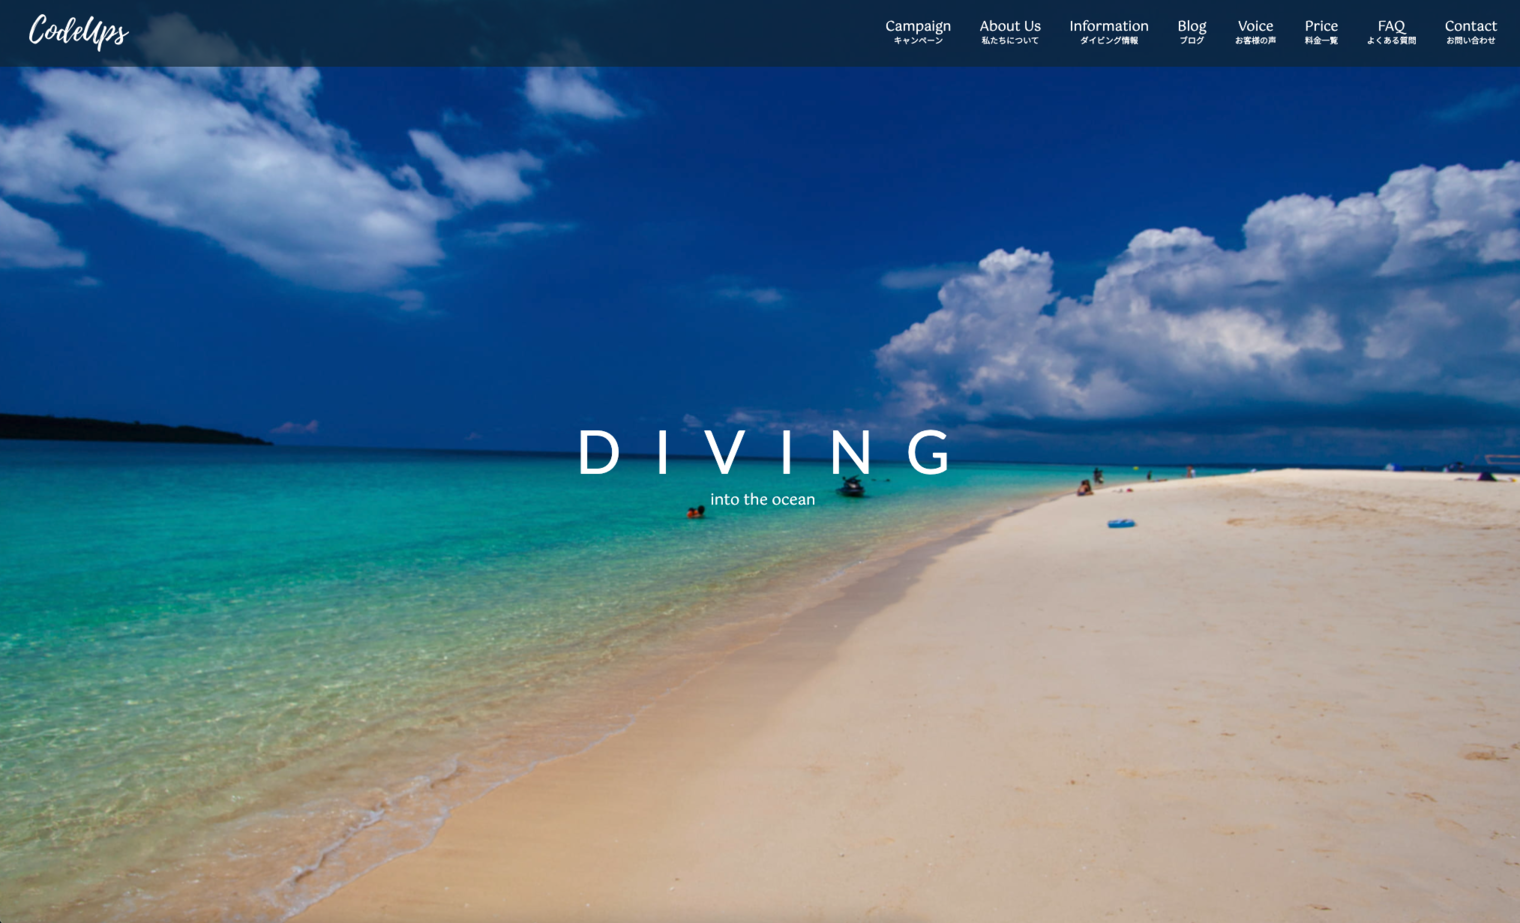 CodeUps
Campaign
キャンペーン
About Us
私たちについて
Information
ダイビング情報
Blog
ブログ
Voice
お客様の声
Price
料金一覧
FAQ
よくある質問
Contact
お問い合わせ
DIVING
into the ocean